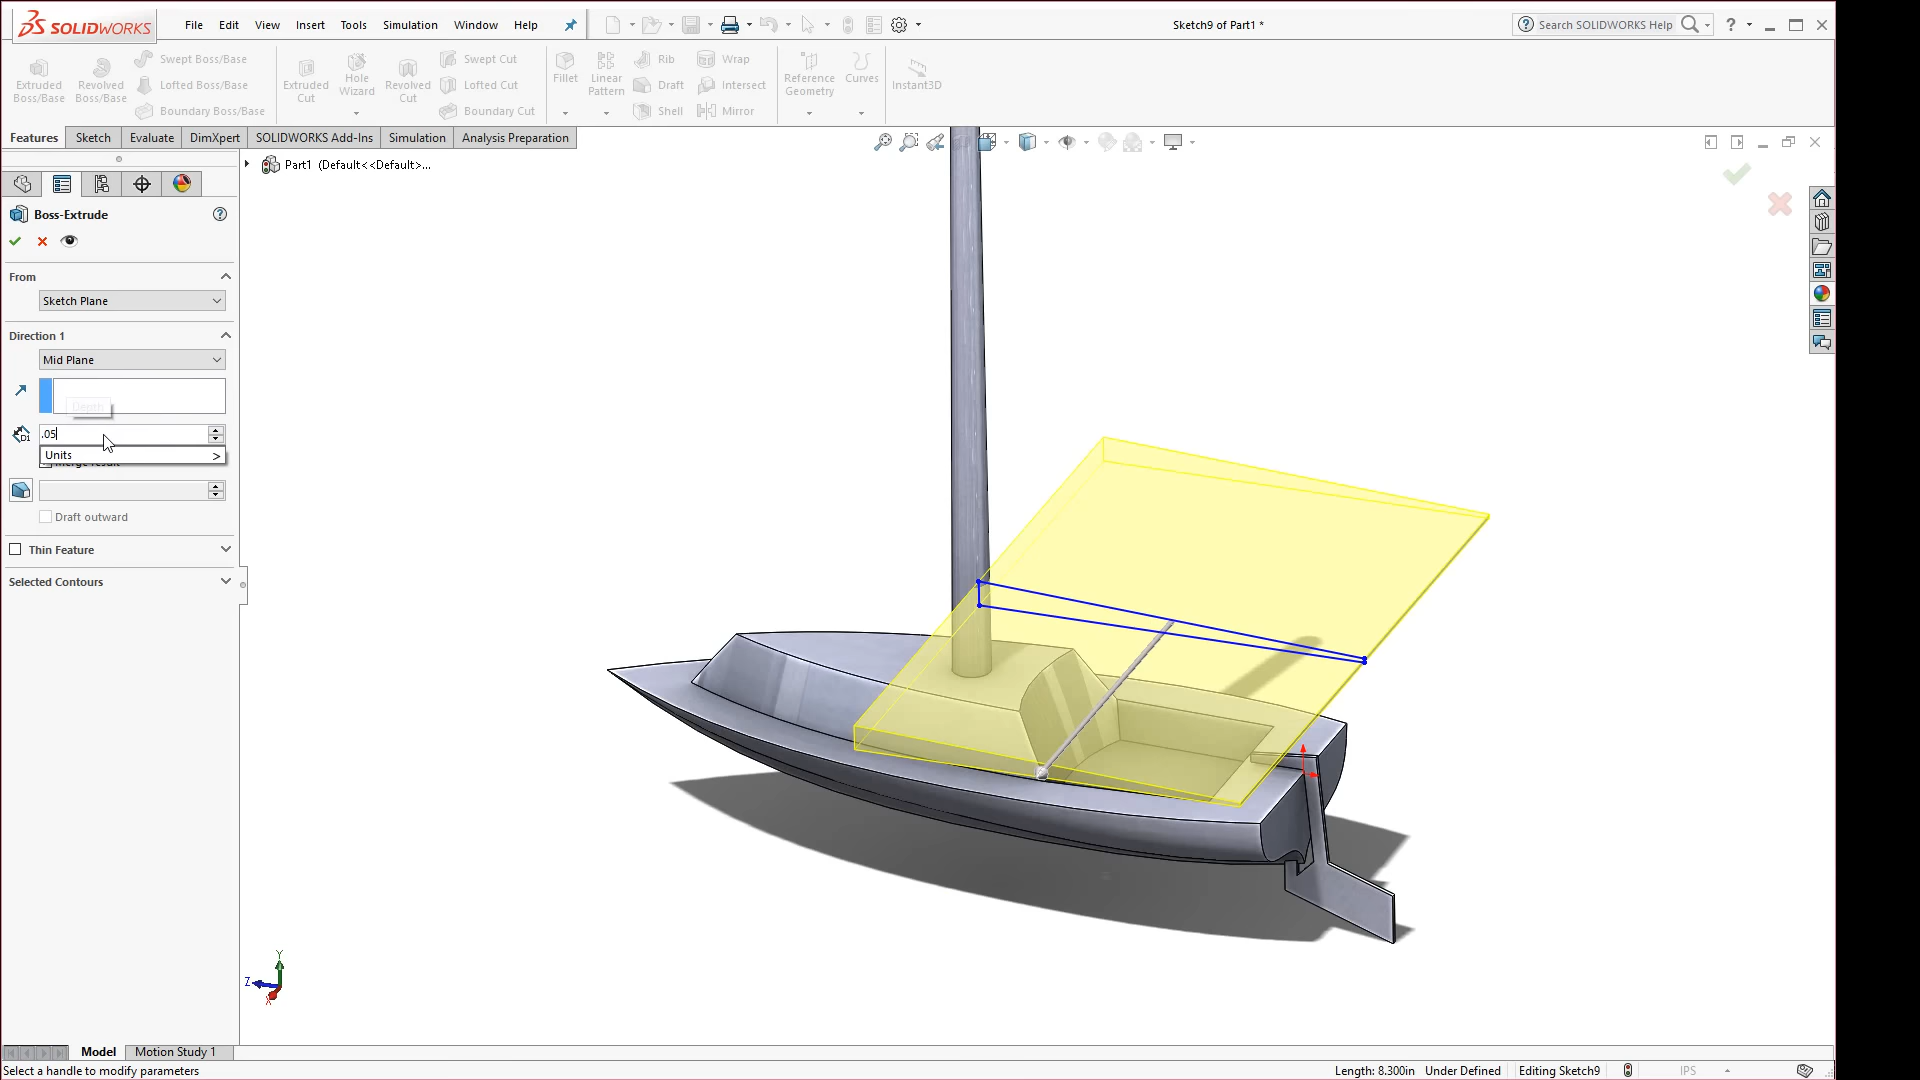 SOLIDWORKS File Edit View Insert Tools Simulation Window Help Sketch9 of Part1 * Search SOLIDWORKS Help ?
Extruded Boss/Base
Revolved Boss/Base
Swept Boss/Base
Lofted Boss/Base
Boundary Boss/Base
Extruded Cut
Hole Wizard
Revolved Cut
Swept Cut
Lofted Cut
Boundary Cut
Fillet
Linear Pattern
Rib
Draft
Shell
Wrap
Intersect
Mirror
Reference Geometry
Curves
Instant3D
Features Sketch Evaluate DimXpert SOLIDWORKS Add-Ins Simulation Analysis Preparation
Part1 (Default<<Default>...
Boss-Extrude ?
From
Sketch Plane
Direction 1
Mid Plane
Depth
D1 .05
Units >
Merge result
Draft outward
Thin Feature
Selected Contours
Y
Z
X
Model Motion Study 1
Select a handle to modify parameters Length: 8.300in Under Defined Editing Sketch9 IPS